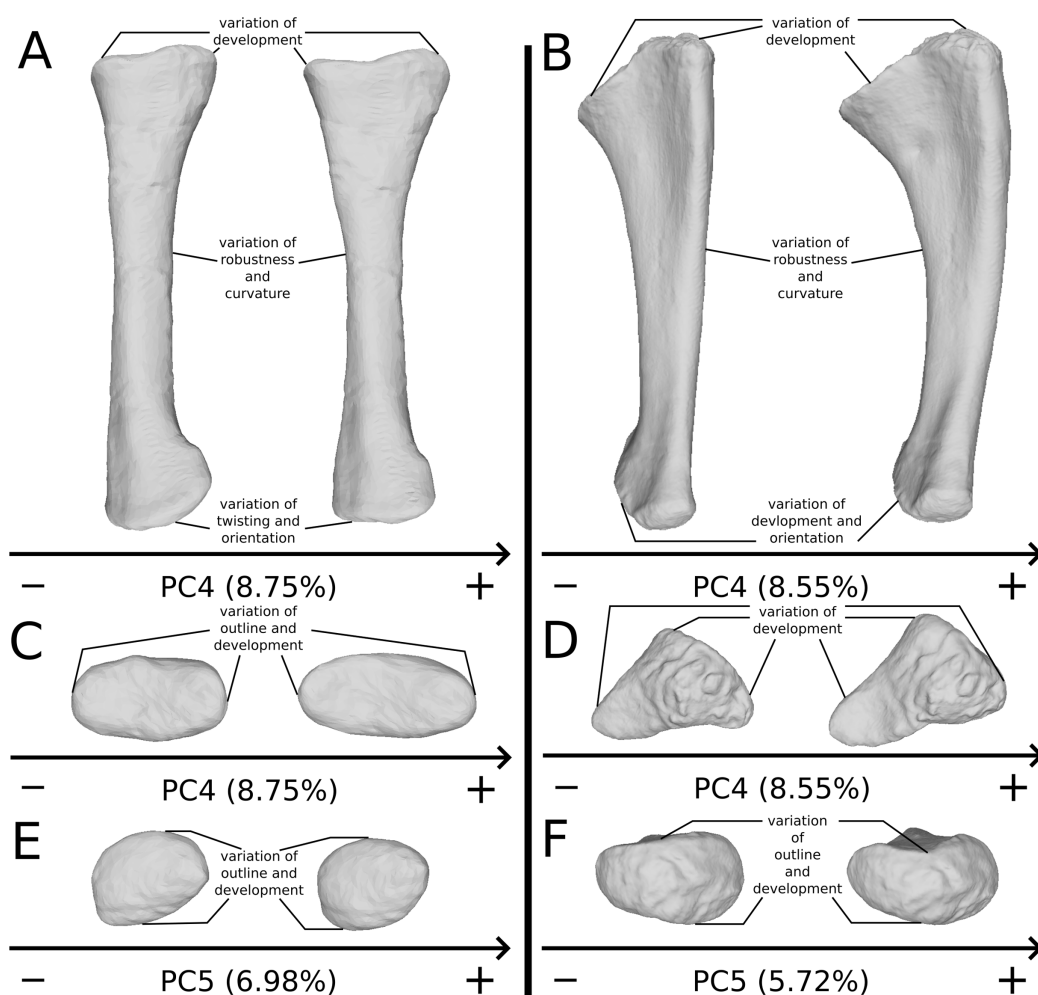 A
variation of
development
variation of
robustness
and
curvature
variation of
twisting and
orientation
− PC4 (8.75%) +
B
variation of
development
variation of
robustness
and
curvature
variation of
devlopment and
orientation
− PC4 (8.55%) +
C
variation of
outline and
development
− PC4 (8.75%) +
D
variation of
development
− PC4 (8.55%) +
E
variation of
outline and
development
− PC5 (6.98%) +
F
variation
of
outline
and
development
− PC5 (5.72%) +